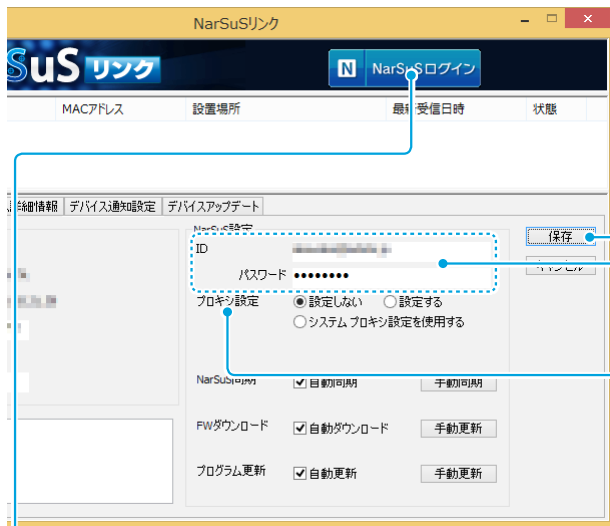 NarSuSリンク
SuS リンク
N NarSuSログイン
MACアドレス 設置場所 最新受信日時 状態
詳細情報 デバイス通知設定 デバイスアップデート
NarSuS設定
保存
ID
キャンセル
パスワード ●●●●●●●●
プロキシ設定 設定しない 設定する
システム プロキシ設定を使用する
NarSuS同期 自動同期 手動同期
FWダウンロード 自動ダウンロード 手動更新
プログラム更新 自動更新 手動更新